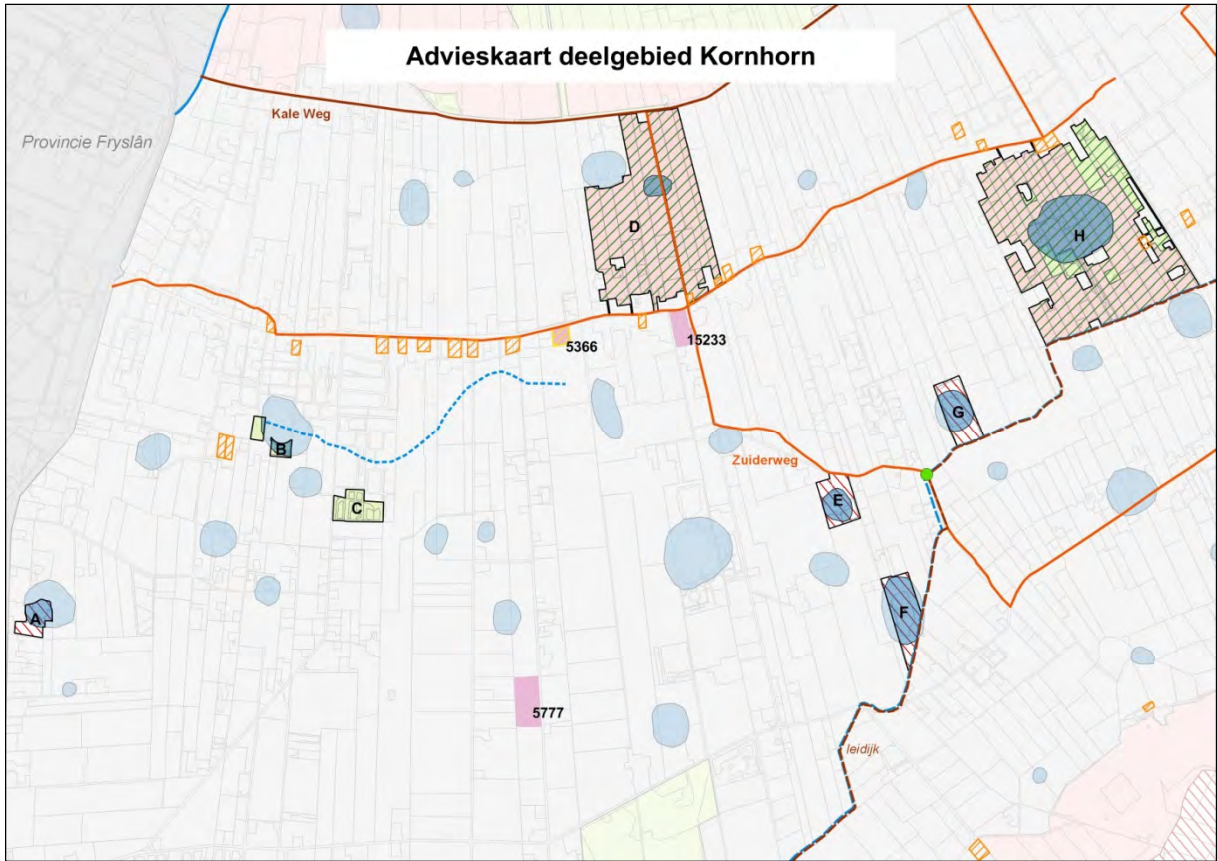 Advieskaart deelgebied Kornhorn
Kale Weg
Provincie Fryslân
D
H
5366
15233
G
B
Zuiderweg
E
C
A
F
5777
leidijk